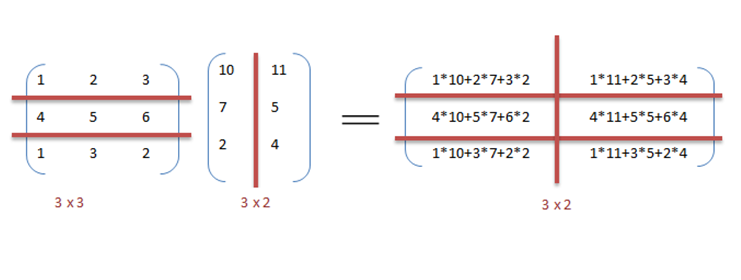 1 2 3
4 5 6
1 3 2
3 x 3
10 11
7 5
2 4
3 x 2
=
1*10+2*7+3*2 1*11+2*5+3*4
4*10+5*7+6*2 4*11+5*5+6*4
1*10+3*7+2*2 1*11+3*5+2*4
3 x 2